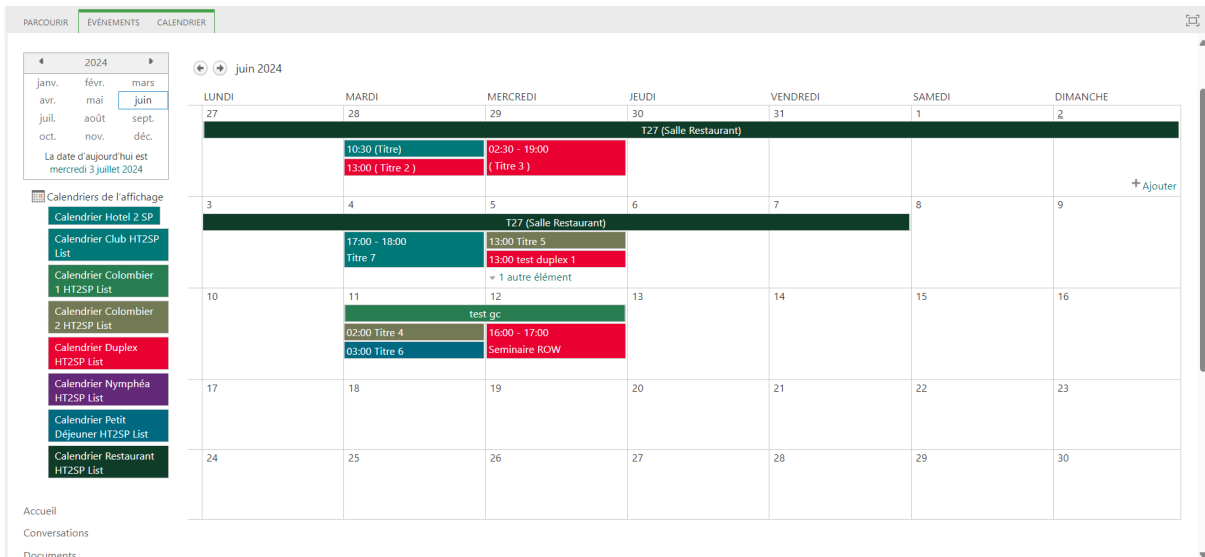 PARCOURIR ÉVÉNEMENTS CALENDRIER
2024
janv. févr. mars
avr. mai juin
juil. août sept.
oct. nov. déc.
La date d'aujourd'hui est
mercredi 3 juillet 2024
Calendriers de l'affichage
Calendrier Hotel 2 SP
Calendrier Club HT2SP
List
Calendrier Colombier
1 HT2SP List
Calendrier Colombier
2 HT2SP List
Calendrier Duplex
HT2SP List
Calendrier Nymphéa
HT2SP List
Calendrier Petit
Déjeuner HT2SP List
Calendrier Restaurant
HT2SP List
Accueil
Conversations
Documents
juin 2024
LUNDI MARDI MERCREDI JEUDI VENDREDI SAMEDI DIMANCHE
27 28 29 30 31 1 2
T27 (Salle Restaurant)
10:30 (Titre) 02:30 - 19:00
13:00 ( Titre 2 ) ( Titre 3 )
+ Ajouter
3 4 5 6 7 8 9
T27 (Salle Restaurant)
17:00 - 18:00 13:00 Titre 5
Titre 7 13:00 test duplex 1
1 autre élément
10 11 12 13 14 15 16
test gc
02:00 Titre 4 16:00 - 17:00
03:00 Titre 6 Seminaire ROW
17 18 19 20 21 22 23
24 25 26 27 28 29 30